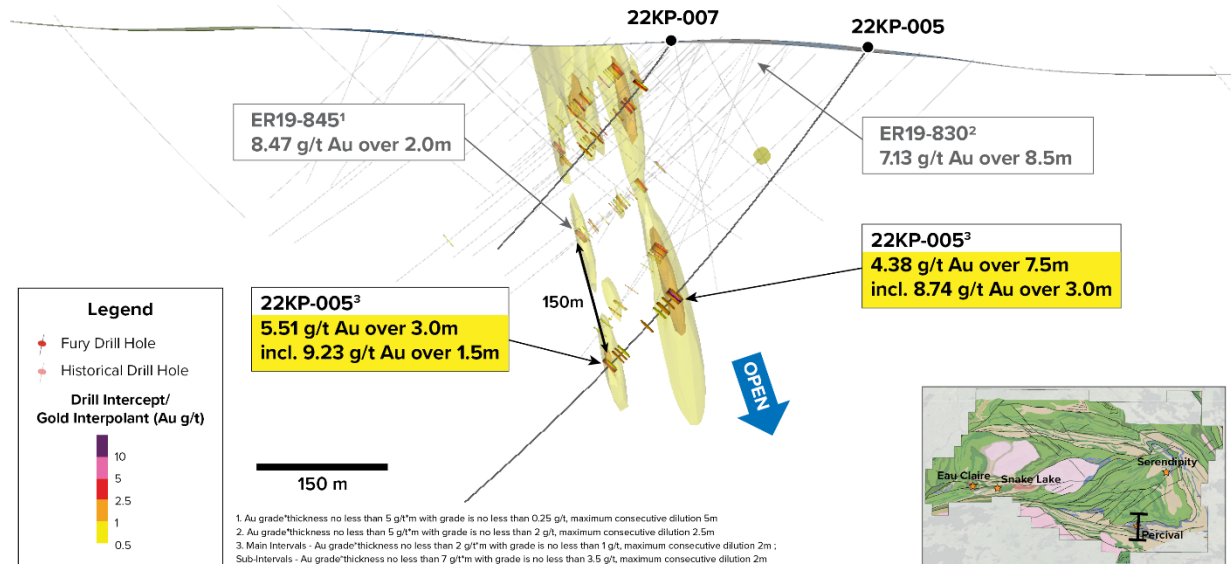 22KP-007
22KP-005
ER19-845¹
8.47 g/t Au over 2.0m
ER19-830²
7.13 g/t Au over 8.5m
22KP-005³
4.38 g/t Au over 7.5m
incl. 8.74 g/t Au over 3.0m
150m
22KP-005³
5.51 g/t Au over 3.0m
incl. 9.23 g/t Au over 1.5m
OPEN
Legend
Fury Drill Hole
Historical Drill Hole
Drill Intercept/
Gold Interpolant (Au g/t)
10
5
2.5
1
0.5
150 m
Eau Claire
Snake Lake
Serendipity
Percival
1. Au grade*thickness no less than 5 g/t*m with grade is no less than 0.25 g/t, maximum consecutive dilution 5m
2. Au grade*thickness no less than 5 g/t*m with grade is no less than 2 g/t, maximum consecutive dilution 2.5m
3. Main Intervals - Au grade*thickness no less than 2 g/t*m with grade is no less than 1 g/t, maximum consecutive dilution 2m ;
Sub-Intervals - Au grade*thickness no less than 7 g/t*m with grade is no less than 3.5 g/t, maximum consecutive dilution 2m